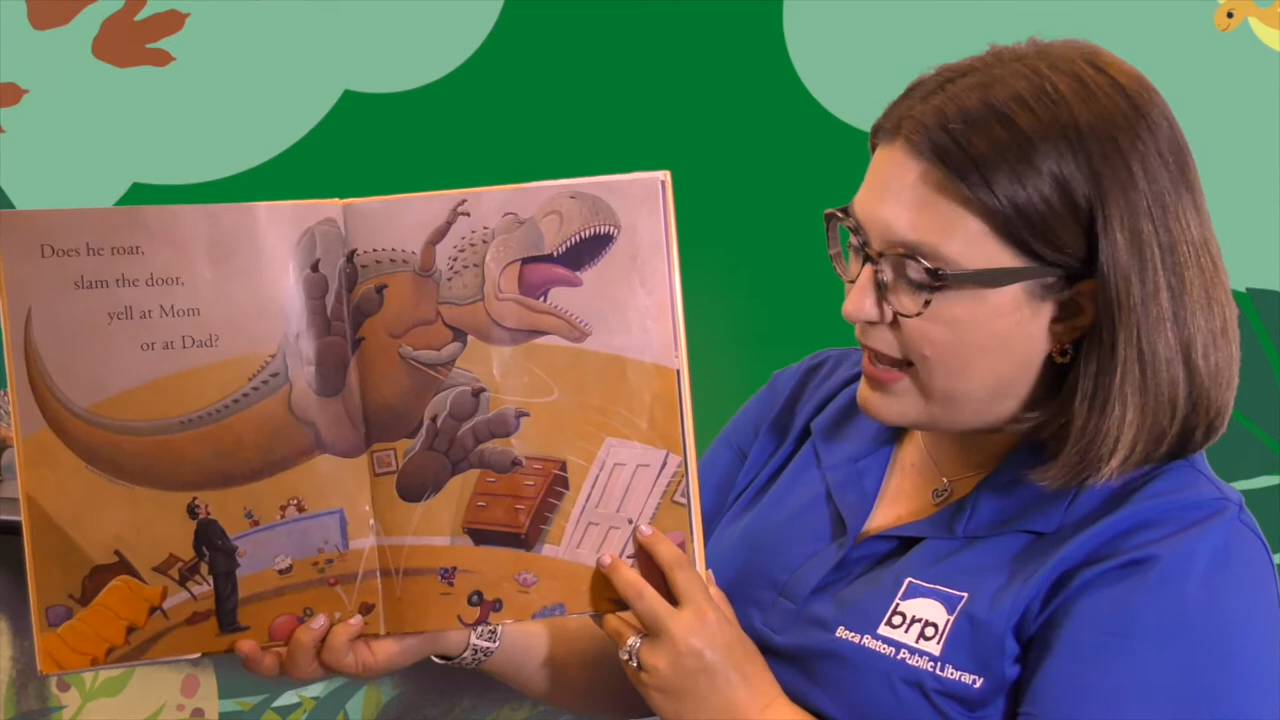 Does he roar,
slam the door,
yell at Mom
or at Dad?
brpl
Boca Raton Public Library